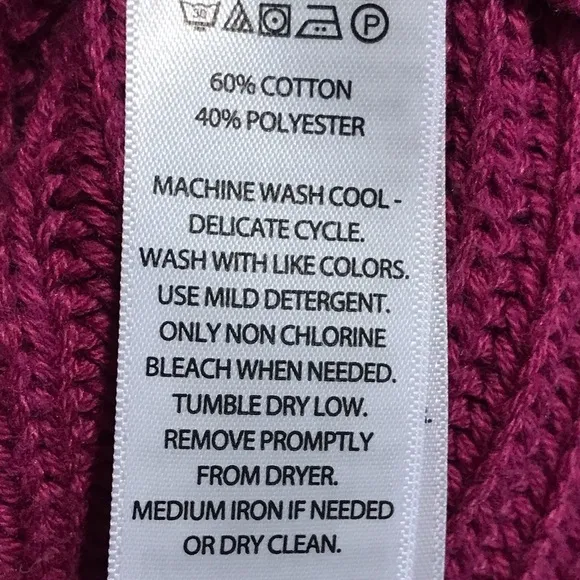 30
P
60% COTTON
40% POLYESTER
MACHINE WASH COOL -
DELICATE CYCLE.
WASH WITH LIKE COLORS.
USE MILD DETERGENT.
ONLY NON CHLORINE
BLEACH WHEN NEEDED.
TUMBLE DRY LOW.
REMOVE PROMPTLY
FROM DRYER.
MEDIUM IRON IF NEEDED
OR DRY CLEAN.